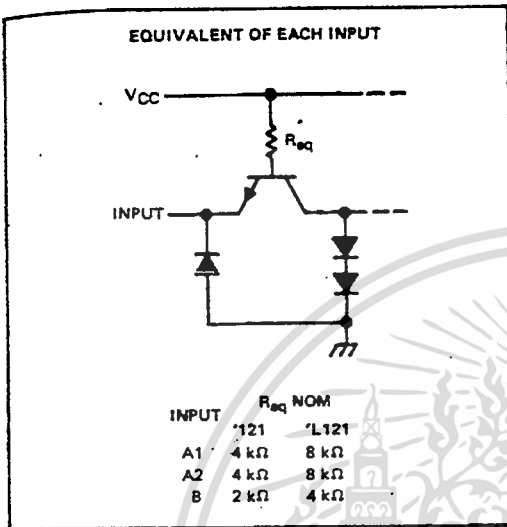 EQUIVALENT OF EACH INPUT
VCC
Req
INPUT
INPUT Req NOM
'121 'L121
A1 4 kΩ 8 kΩ
A2 4 kΩ 8 kΩ
B 2 kΩ 4 kΩ